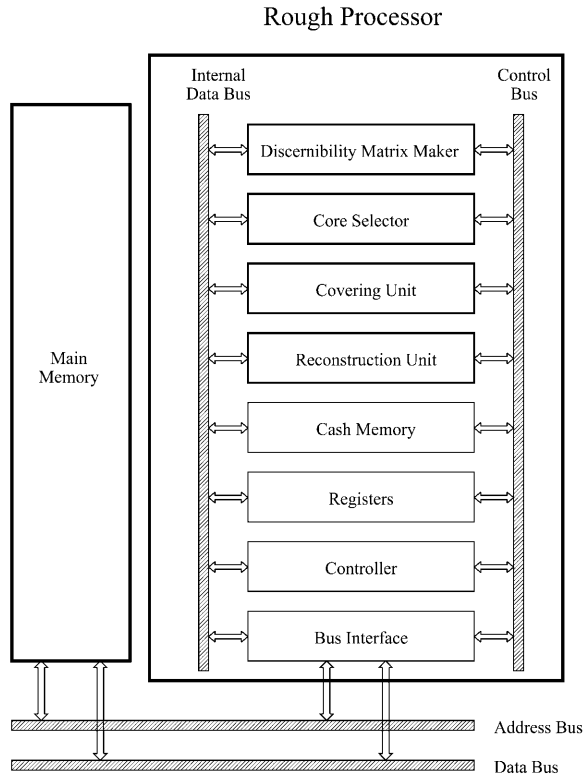 Rough Processor
Internal
Data Bus
Control
Bus
Discernibility Matrix Maker
Core Selector
Covering Unit
Main
Memory
Reconstruction Unit
Cash Memory
Registers
Controller
Bus Interface
Address Bus
Data Bus